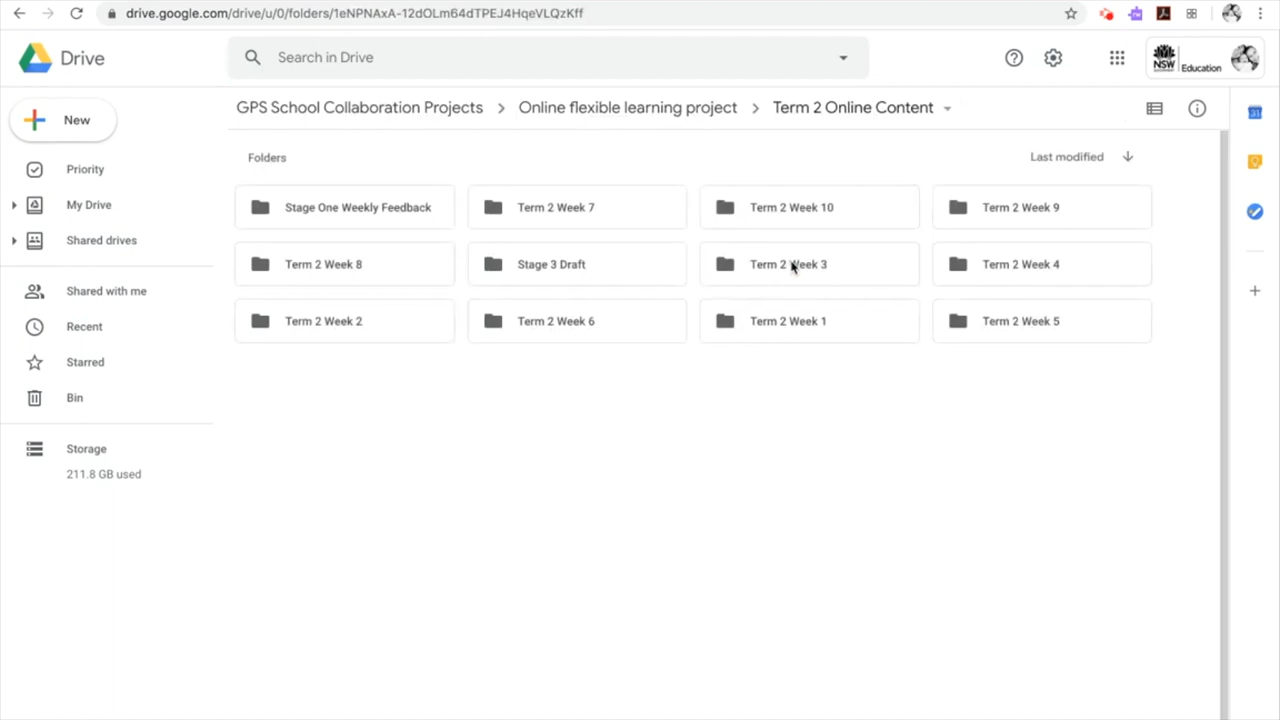 drive.google.com/drive/u/0/folders/1eNPNAxA-12dOLm64dTPEJ4HqeVLQzKff
Drive
Search in Drive
NSW
Education
New
GPS School Collaboration Projects > Online flexible learning project > Term 2 Online Content
Priority
My Drive
Shared drives
Shared with me
Recent
Starred
Bin
Storage
211.8 GB used
Folders
Last modified
Stage One Weekly Feedback
Term 2 Week 7
Term 2 Week 10
Term 2 Week 9
Term 2 Week 8
Stage 3 Draft
Term 2 Week 3
Term 2 Week 4
Term 2 Week 2
Term 2 Week 6
Term 2 Week 1
Term 2 Week 5
31